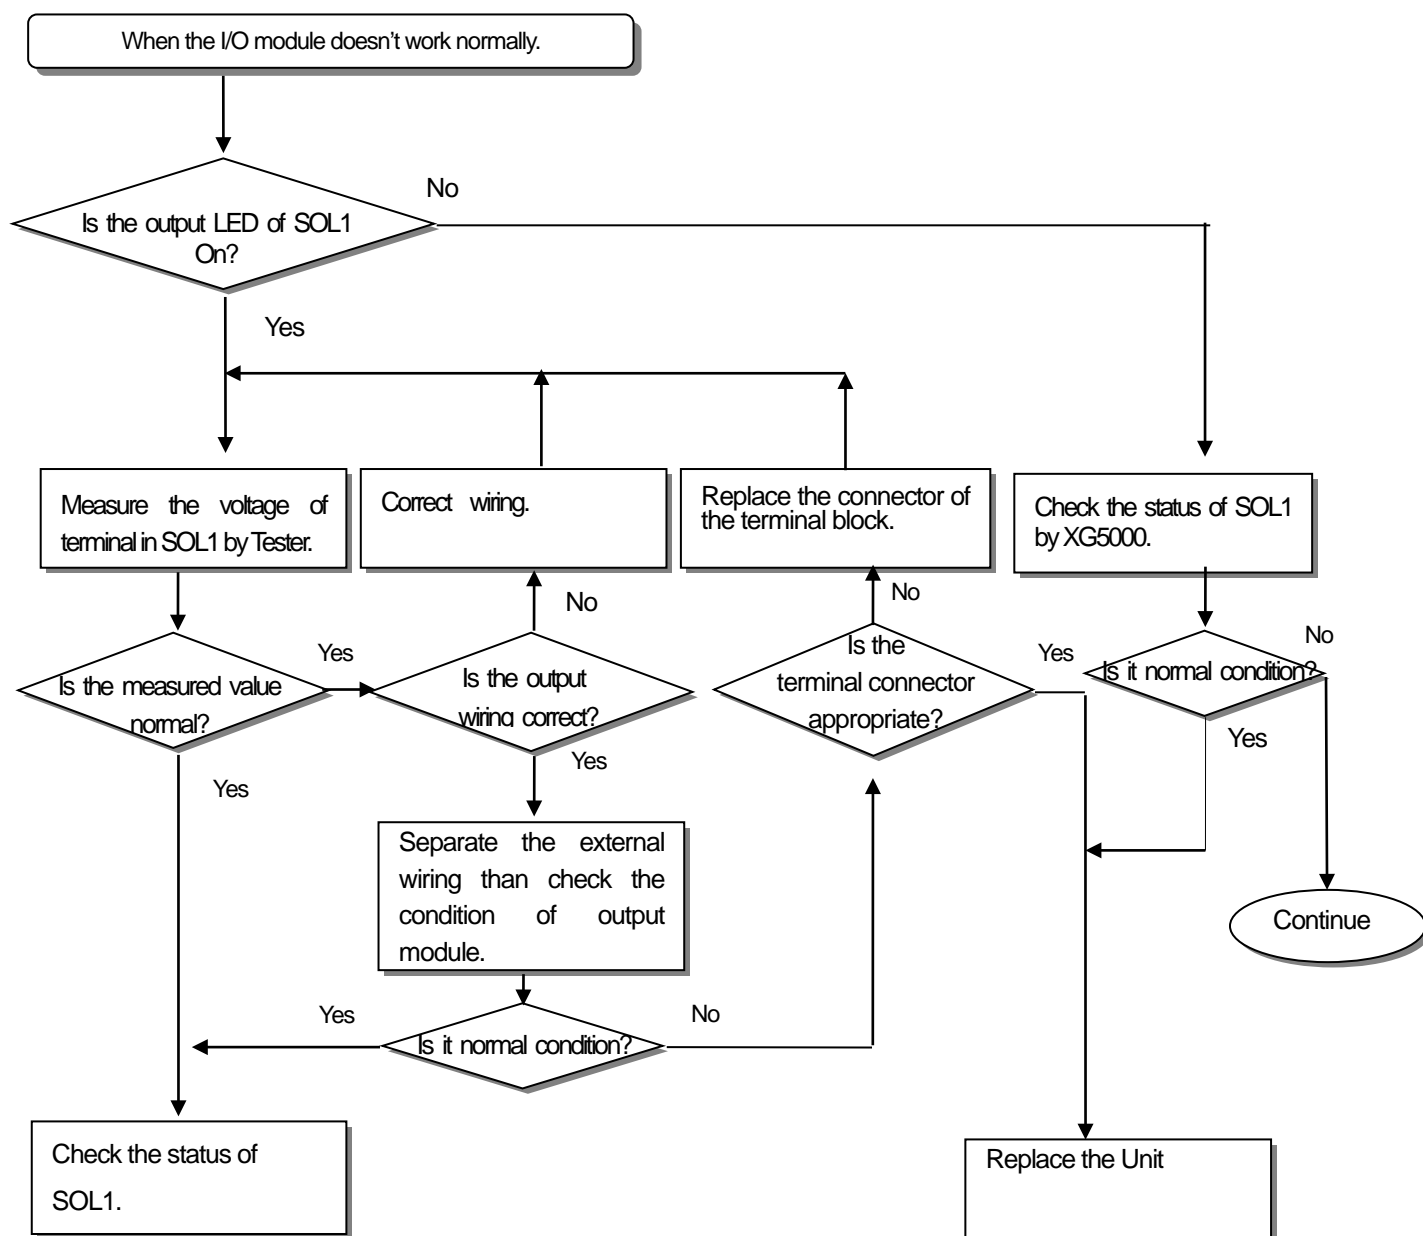 When the I/O module doesn't work normally.
No
Is the output LED of SOL1
On?
Yes
Measure the voltage of
terminal in SOL1 by Tester.
Correct wiring.
Replace the connector of
the terminal block.
Check the status of SOL1
by XG5000.
No
No
Is the measured value
normal?
Yes
Is the output
wiring correct?
Is the
terminal connector
appropriate?
Yes
Is it normal condition?
No
Yes
Yes
Yes
Separate the external
wiring than check the
condition of output
module.
Continue
Yes
Is it normal condition?
No
Check the status of
SOL1.
Replace the Unit